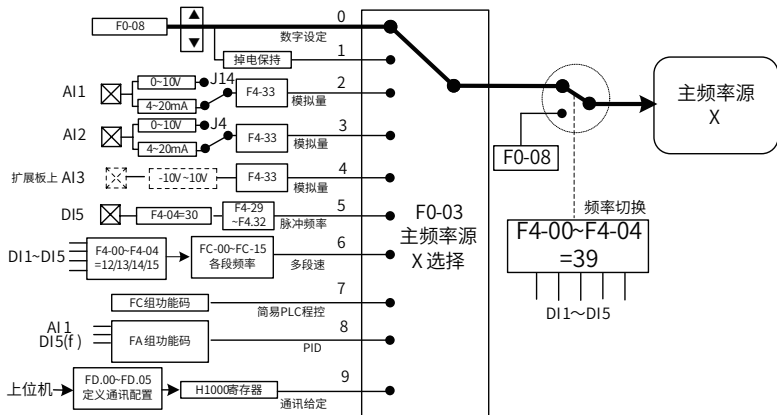 F0-08
0
数字设定
掉电保持
1
AI1
0~10V
J14
4~20mA
F4-33
2
模拟量
AI2
0~10V
J4
4~20mA
F4-33
3
模拟量
扩展板上 AI3
-10V~10V
F4-33
4
模拟量
DI5
F4-04=30
F4-29
~F4.32
5
脉冲频率
DI1~DI5
F4-00~F4-04
=12/13/14/15
FC-00~FC-15
各段频率
6
多段速
FC组功能码
7
简易PLC程控
AI1
DI5(f)
FA组功能码
8
PID
上位机
FD.00~FD.05
定义通讯配置
H1000寄存器
9
通讯给定
F0-03
主频率源
X选择
F0-08
主频率源
X
频率切换
F4-00~F4-04
=39
DI1～DI5